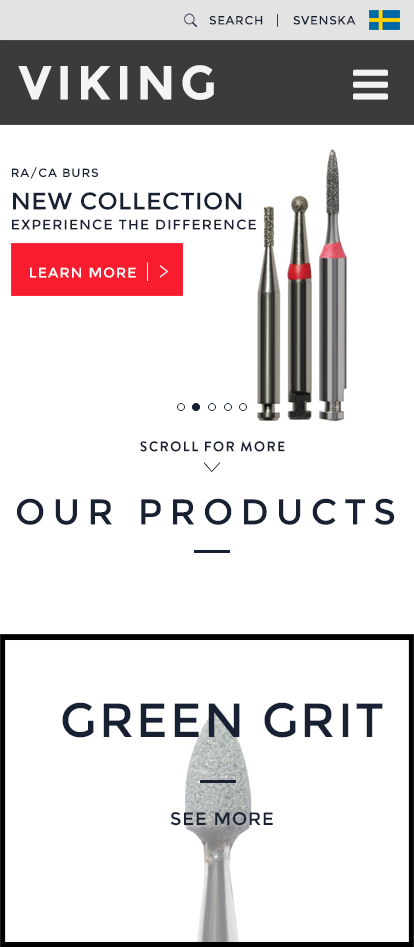 SEARCH | SVENSKA
VIKING
RA/CA BURS
NEW COLLECTION
EXPERIENCE THE DIFFERENCE
LEARN MORE
SCROLL FOR MORE
OUR PRODUCTS
GREEN GRIT
SEE MORE